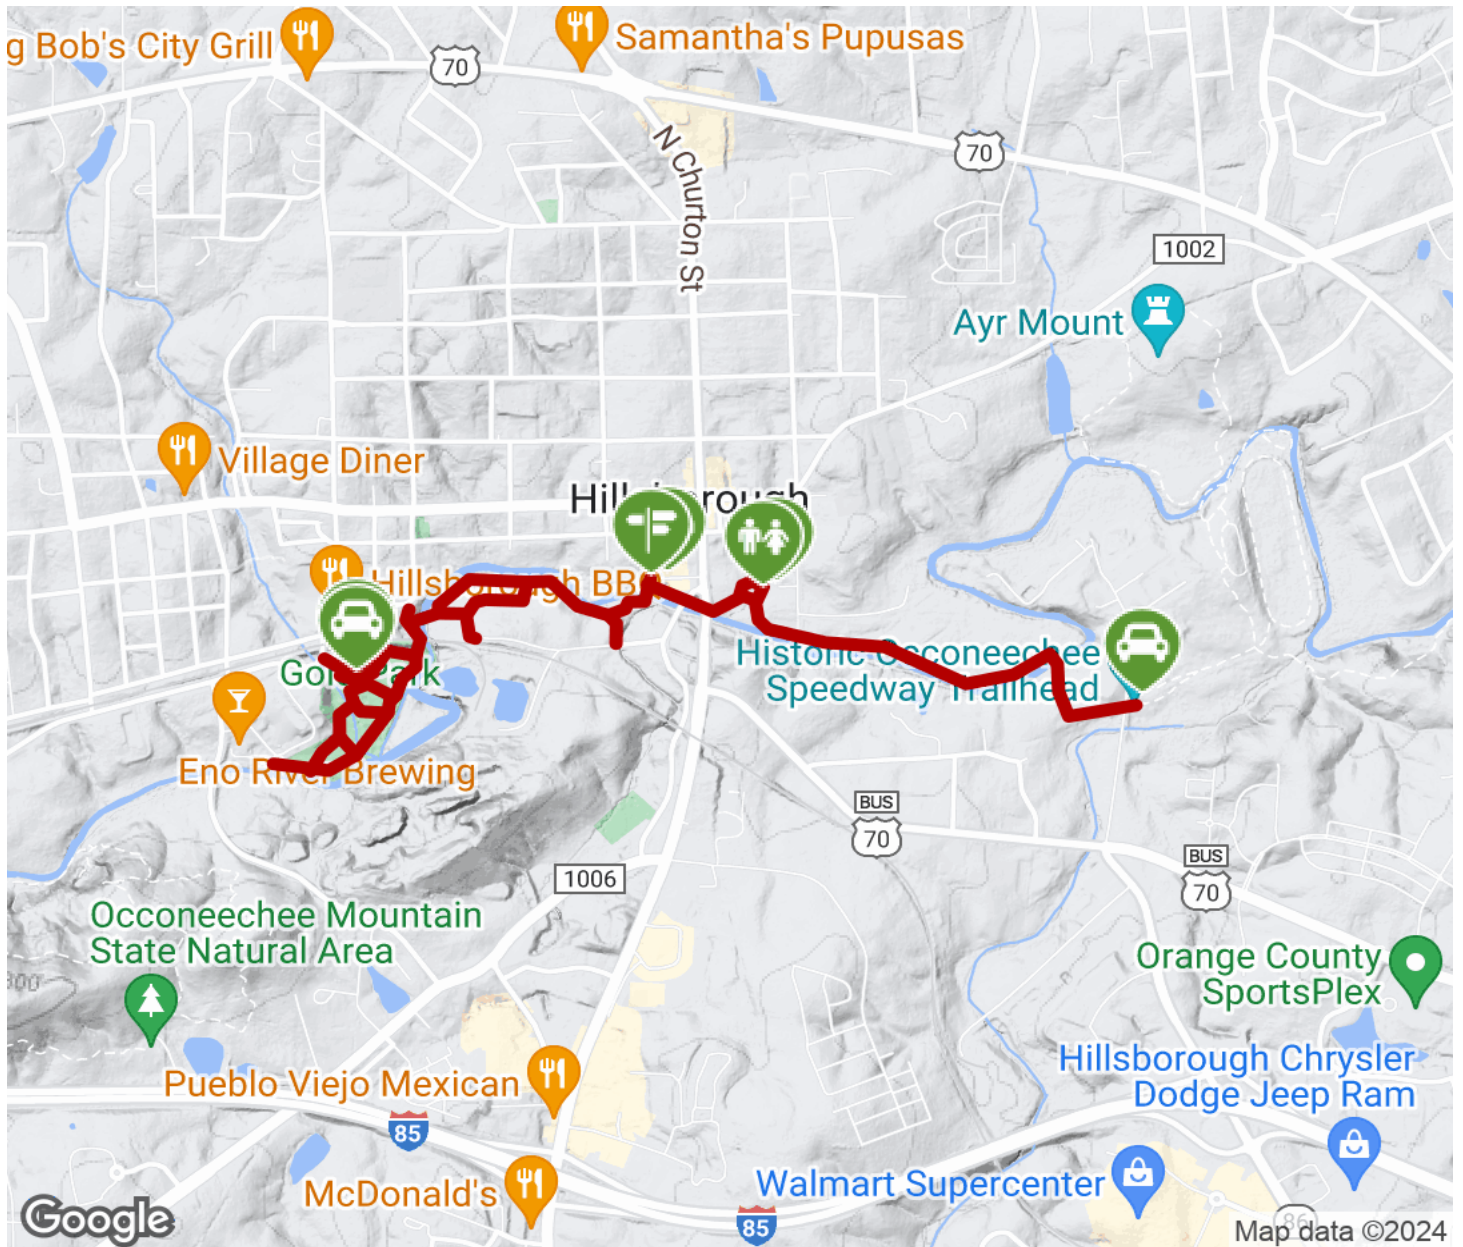 g Bob's City Grill
Samantha's Pupusas
70
N Churton St
70
1002
Ayr Mount
Village Diner
Hillsborough
Hillsborough BBQ
Historic Occoneechee
Speedway Trailhead
Gold Park
Eno River Brewing
BUS
70
BUS
70
1006
Occoneechee Mountain
State Natural Area
Orange County
SportsPlex
Hillsborough Chrysler
Dodge Jeep Ram
Pueblo Viejo Mexican
85
McDonald's
Walmart Supercenter
85
86
Google
Map data ©2024